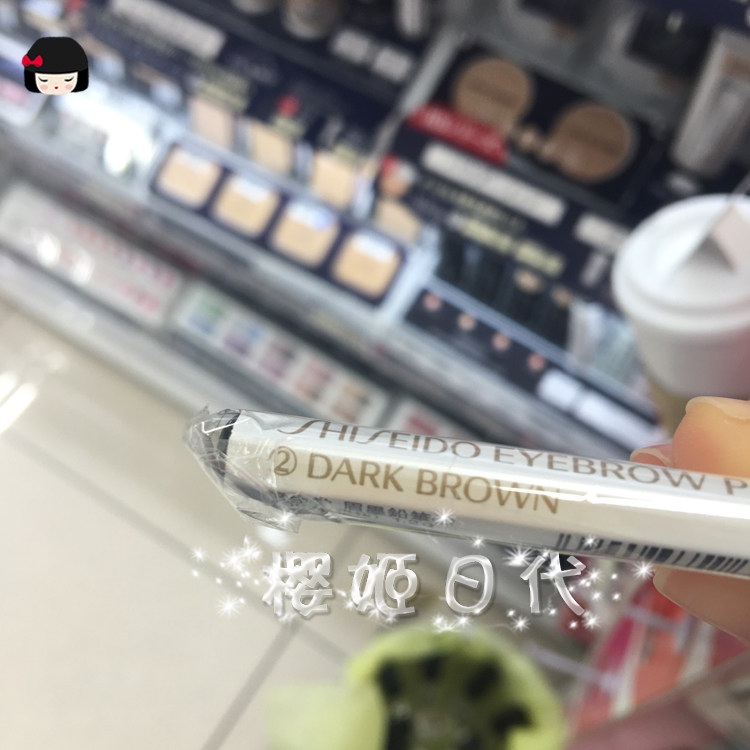 SHISEIDO EYEBROW P
② DARK BROWN
樱姬日代